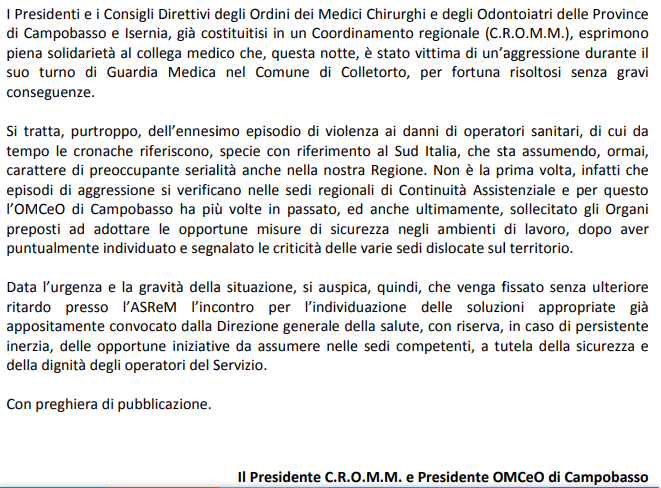 I Presidenti e i Consigli Direttivi degli Ordini dei Medici Chirurghi e degli Odontoiatri delle Province
di Campobasso e Isernia, già costituitisi in un Coordinamento regionale (C.R.O.M.M.), esprimono
piena solidarietà al collega medico che, questa notte, è stato vittima di un'aggressione durante il
suo turno di Guardia Medica nel Comune di Colletorto, per fortuna risoltosi senza gravi
conseguenze.
Si tratta, purtroppo, dell'ennesimo episodio di violenza ai danni di operatori sanitari, di cui da
tempo le cronache riferiscono, specie con riferimento al Sud Italia, che sta assumendo, ormai,
carattere di preoccupante serialità anche nella nostra Regione. Non è la prima volta, infatti che
episodi di aggressione si verificano nelle sedi regionali di Continuità Assistenziale e per questo
l'OMCeO di Campobasso ha più volte in passato, ed anche ultimamente, sollecitato gli Organi
preposti ad adottare le opportune misure di sicurezza negli ambienti di lavoro, dopo aver
puntualmente individuato e segnalato le criticità delle varie sedi dislocate sul territorio.
Data l'urgenza e la gravità della situazione, si auspica, quindi, che venga fissato senza ulteriore
ritardo presso l'ASReM l'incontro per l'individuazione delle soluzioni appropriate già
appositamente convocato dalla Direzione generale della salute, con riserva, in caso di persistente
inerzia, delle opportune iniziative da assumere nelle sedi competenti, a tutela della sicurezza e
della dignità degli operatori del Servizio.
Con preghiera di pubblicazione.
Il Presidente C.R.O.M.M. e Presidente OMCeO di Campobasso